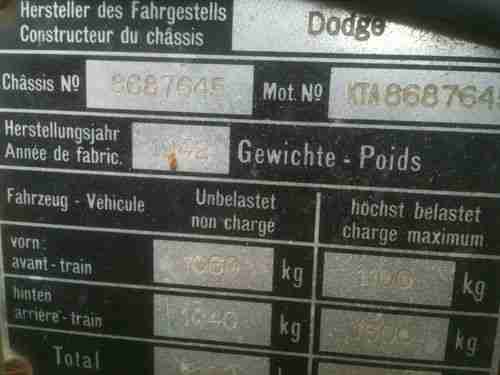 Hersteller des Fahrgestells
Constructeur du châssis Dodge
Châssis Nº 8687645 Mot. Nº KTA868764
Herstellungsjahr
Année de fabric. 1942 Gewichte - Poids
Fahrzeug - Véhicule Unbelastet höchst belastet
non chargé charge maximum
vorn: kg kg
avant-train
hinten 1040 kg kg
arrière-train
Total